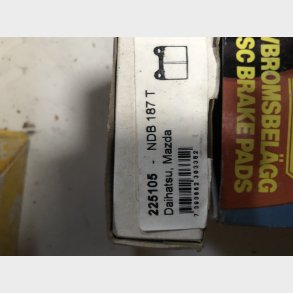 225105 - NDB 187 T
Daihatsu, Mazda
VBROMSBELÄGG
SC BRAKE PADS